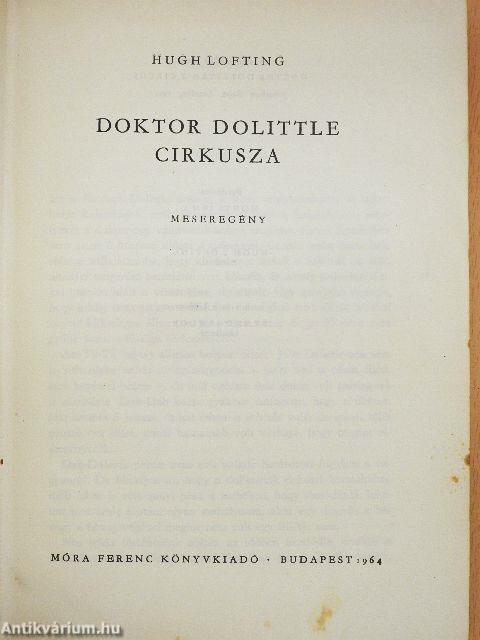 HUGH LOFTING
DOKTOR DOLITTLE
CIRKUSZA
MESEREGÉNY
MÓRA FERENC KÖNYVKIADÓ · BUDAPEST 1964
Antikvárium.hu